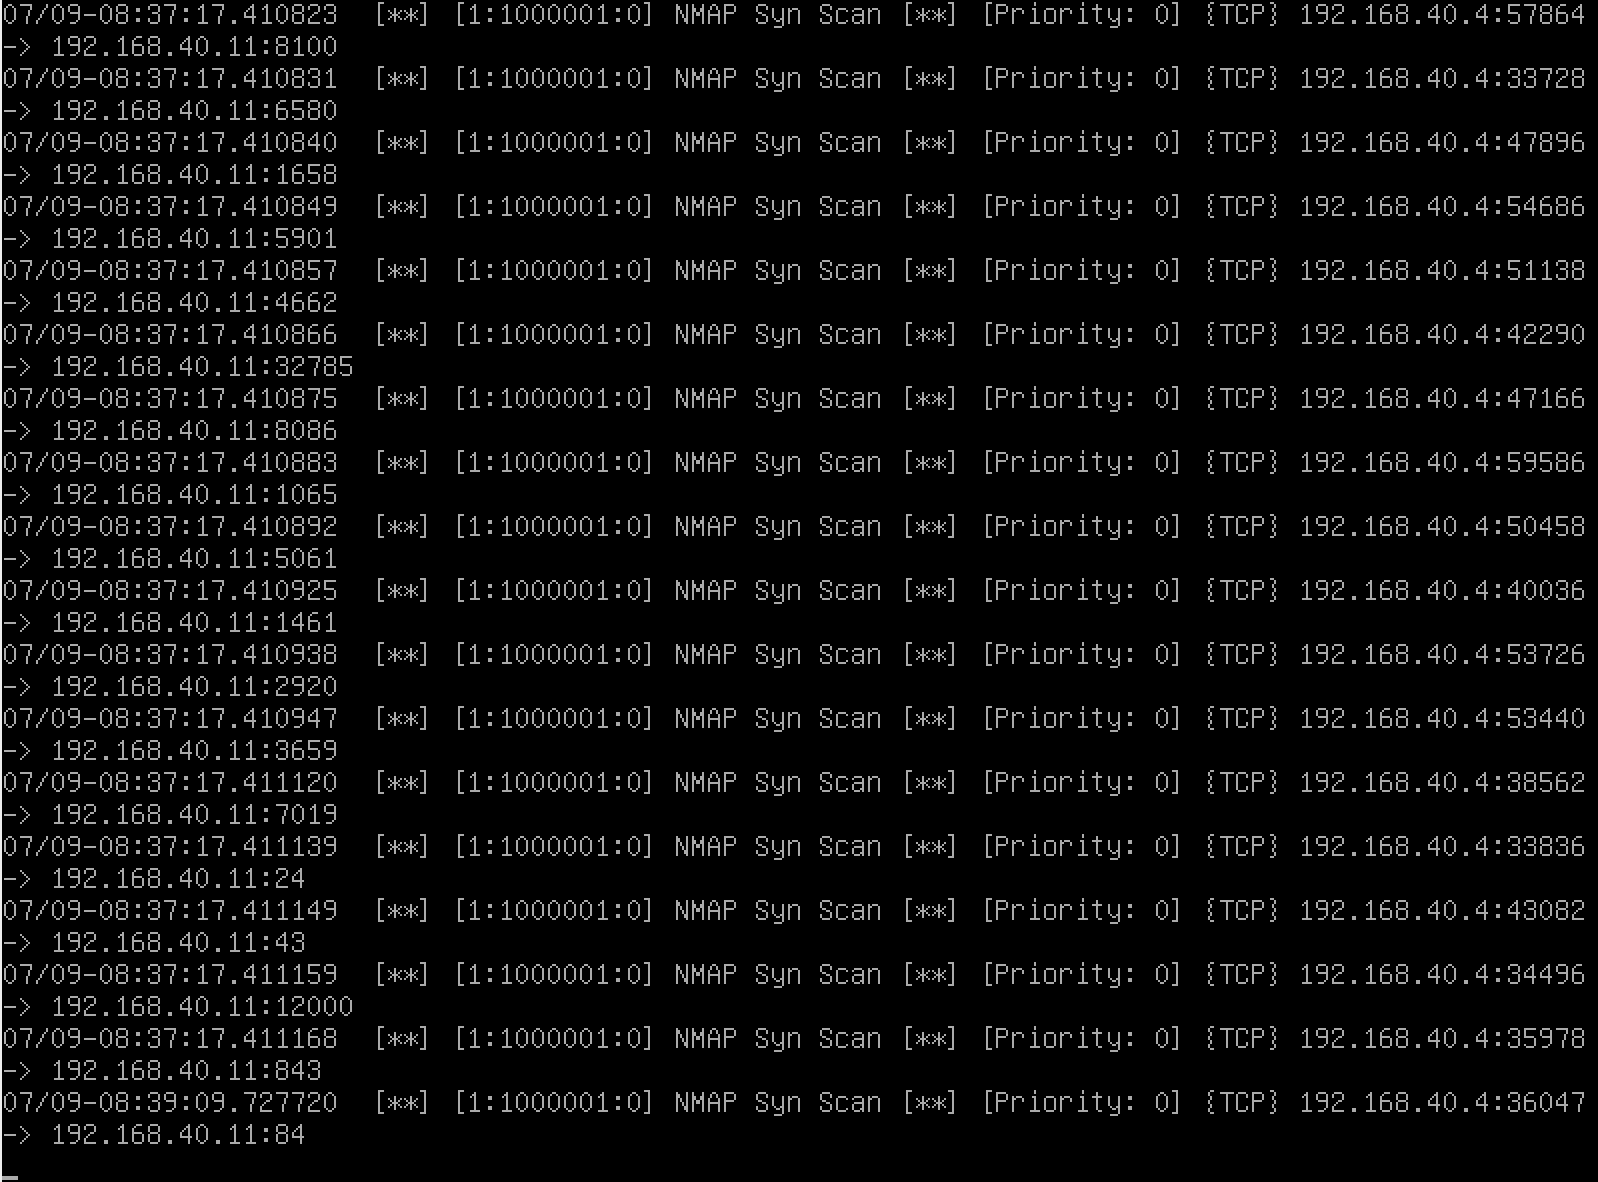 07/09-08:37:17.410823  [**] [1:1000001:0] NMAP Syn Scan [**] [Priority: 0] {TCP} 192.168.40.4:57864
-> 192.168.40.11:8100
07/09-08:37:17.410831  [**] [1:1000001:0] NMAP Syn Scan [**] [Priority: 0] {TCP} 192.168.40.4:33728
-> 192.168.40.11:6580
07/09-08:37:17.410840  [**] [1:1000001:0] NMAP Syn Scan [**] [Priority: 0] {TCP} 192.168.40.4:47896
-> 192.168.40.11:1658
07/09-08:37:17.410849  [**] [1:1000001:0] NMAP Syn Scan [**] [Priority: 0] {TCP} 192.168.40.4:54686
-> 192.168.40.11:5901
07/09-08:37:17.410857  [**] [1:1000001:0] NMAP Syn Scan [**] [Priority: 0] {TCP} 192.168.40.4:51138
-> 192.168.40.11:4662
07/09-08:37:17.410866  [**] [1:1000001:0] NMAP Syn Scan [**] [Priority: 0] {TCP} 192.168.40.4:42290
-> 192.168.40.11:32785
07/09-08:37:17.410875  [**] [1:1000001:0] NMAP Syn Scan [**] [Priority: 0] {TCP} 192.168.40.4:47166
-> 192.168.40.11:8086
07/09-08:37:17.410883  [**] [1:1000001:0] NMAP Syn Scan [**] [Priority: 0] {TCP} 192.168.40.4:59586
-> 192.168.40.11:1065
07/09-08:37:17.410892  [**] [1:1000001:0] NMAP Syn Scan [**] [Priority: 0] {TCP} 192.168.40.4:50458
-> 192.168.40.11:5061
07/09-08:37:17.410925  [**] [1:1000001:0] NMAP Syn Scan [**] [Priority: 0] {TCP} 192.168.40.4:40036
-> 192.168.40.11:1461
07/09-08:37:17.410938  [**] [1:1000001:0] NMAP Syn Scan [**] [Priority: 0] {TCP} 192.168.40.4:53726
-> 192.168.40.11:2920
07/09-08:37:17.410947  [**] [1:1000001:0] NMAP Syn Scan [**] [Priority: 0] {TCP} 192.168.40.4:53440
-> 192.168.40.11:3659
07/09-08:37:17.411120  [**] [1:1000001:0] NMAP Syn Scan [**] [Priority: 0] {TCP} 192.168.40.4:38562
-> 192.168.40.11:7019
07/09-08:37:17.411139  [**] [1:1000001:0] NMAP Syn Scan [**] [Priority: 0] {TCP} 192.168.40.4:33836
-> 192.168.40.11:24
07/09-08:37:17.411149  [**] [1:1000001:0] NMAP Syn Scan [**] [Priority: 0] {TCP} 192.168.40.4:43082
-> 192.168.40.11:43
07/09-08:37:17.411159  [**] [1:1000001:0] NMAP Syn Scan [**] [Priority: 0] {TCP} 192.168.40.4:34496
-> 192.168.40.11:12000
07/09-08:37:17.411168  [**] [1:1000001:0] NMAP Syn Scan [**] [Priority: 0] {TCP} 192.168.40.4:35978
-> 192.168.40.11:843
07/09-08:39:09.727720  [**] [1:1000001:0] NMAP Syn Scan [**] [Priority: 0] {TCP} 192.168.40.4:36047
-> 192.168.40.11:84